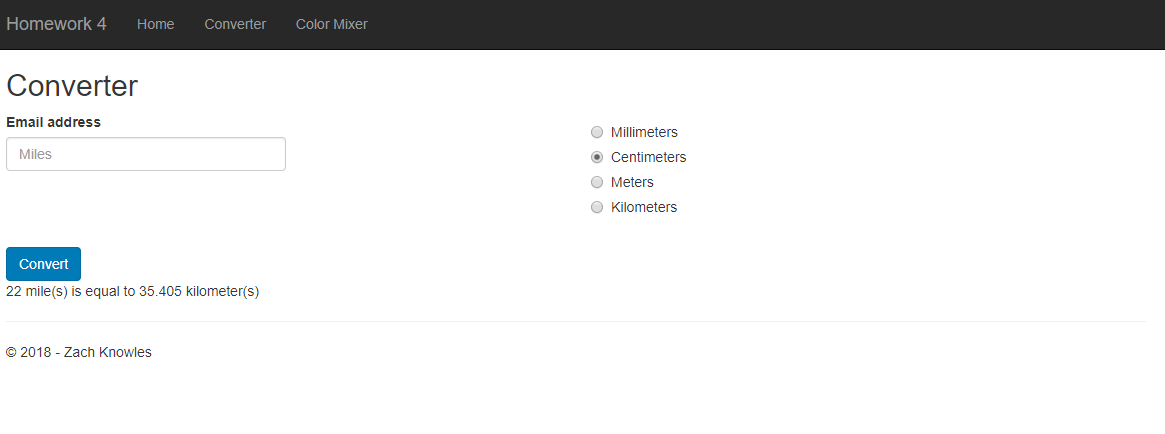 Homework 4 Home Converter Color Mixer
Converter
Email address
Miles
Millimeters
Centimeters
Meters
Kilometers
Convert
22 mile(s) is equal to 35.405 kilometer(s)
© 2018 - Zach Knowles